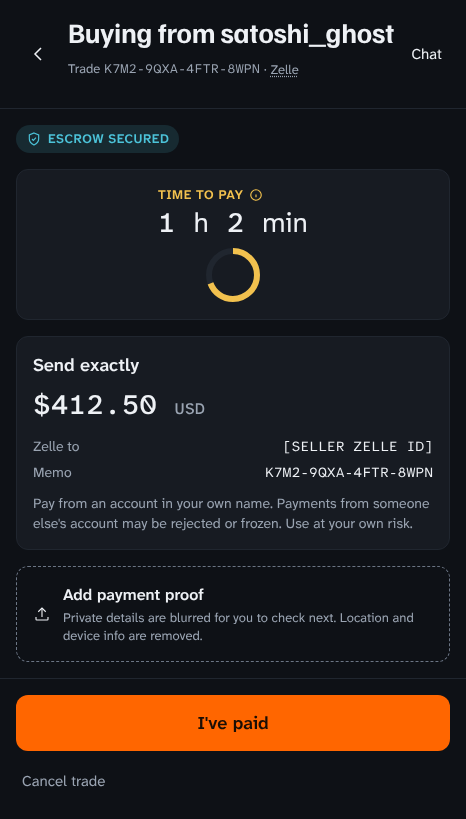 Buying from satoshi_ghost
Trade K7M2-9QXA-4FTR-8WPN · Zelle
Chat
ESCROW SECURED
TIME TO PAY
1 h 2 min
Send exactly
$412.50 USD
Zelle to [SELLER ZELLE ID]
Memo K7M2-9QXA-4FTR-8WPN
Pay from an account in your own name. Payments from someone
else's account may be rejected or frozen. Use at your own risk.
Add payment proof
Private details are blurred for you to check next. Location and
device info are removed.
I've paid
Cancel trade